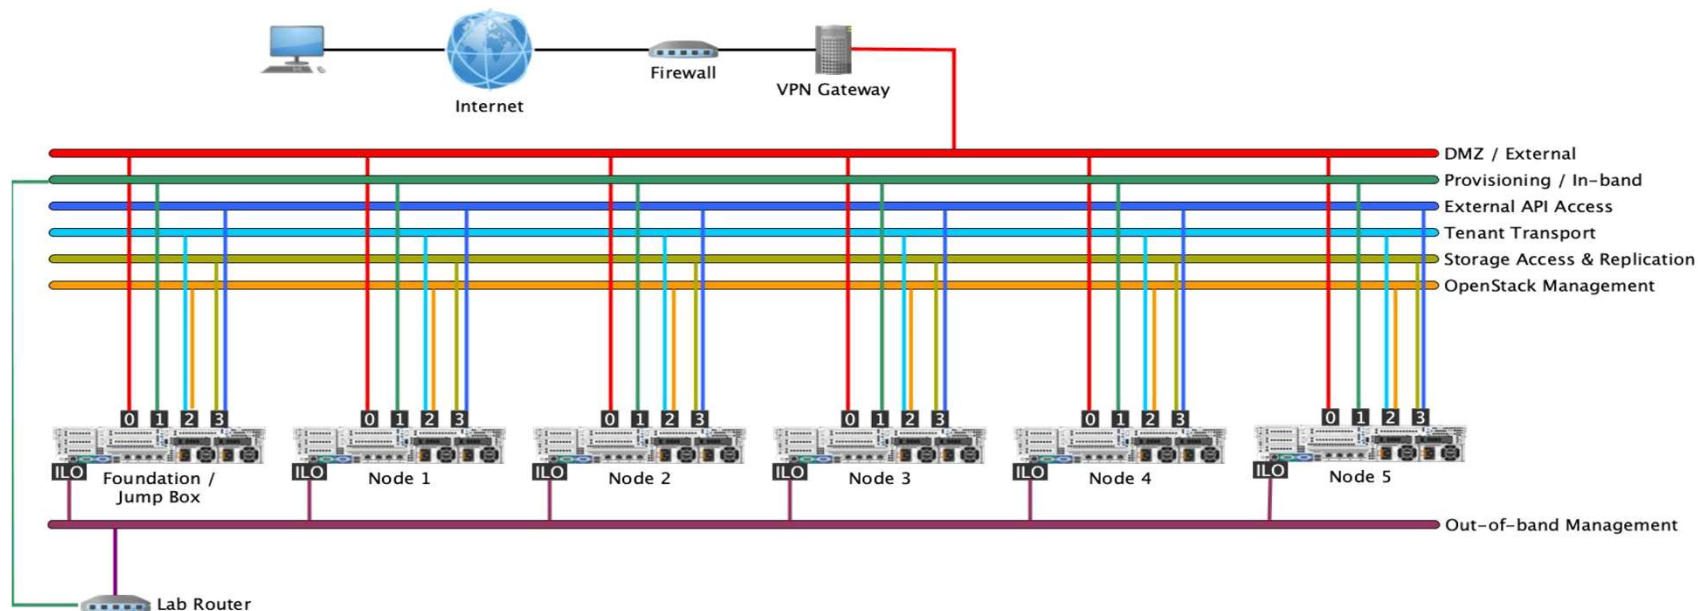 Firewall
VPN Gateway
Internet
DMZ / External
Provisioning / In-band
External API Access
Tenant Transport
Storage Access & Replication
OpenStack Management
0 1 2 3
0 1 2 3
0 1 2 3
0 1 2 3
0 1 2 3
0 1 2 3
ILO
ILO
ILO
ILO
ILO
ILO
Foundation /
Jump Box
Node 1
Node 2
Node 3
Node 4
Node 5
Out-of-band Management
Lab Router